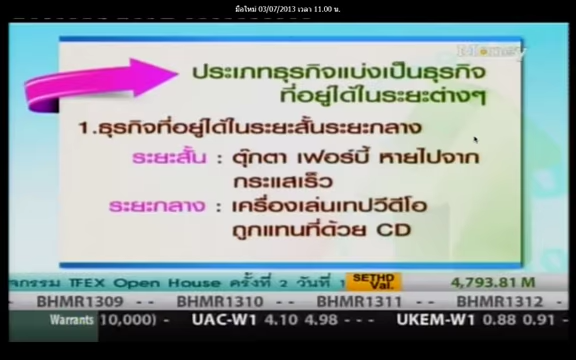 มือใหม่ 03/07/2013 เวลา 11.00 น.
Money
ประเภทธุรกิจแบ่งเป็นธุรกิจ
ที่อยู่ได้ในระยะต่างๆ
1.ธุรกิจที่อยู่ได้ในระยะสั้นระยะกลาง
ระยะสั้น : ตุ๊กตา เฟอร์บี้ หายไปจาก
กระแสเร็ว
ระยะกลาง : เครื่องเล่นเทปวีดีโอ
ถูกแทนที่ด้วย CD
จกรรม TFEX Open House ครั้งที่ 2 วันที่ 1 SETHD Val. 4,793.81 M
BHMR1309 - - BHMR1310 - - BHMR1311 - - BHMR1312 - -
Warrants 10,000) - UAC-W1 4.10 4.98 - - - UKEM-W1 0.88 0.91 -